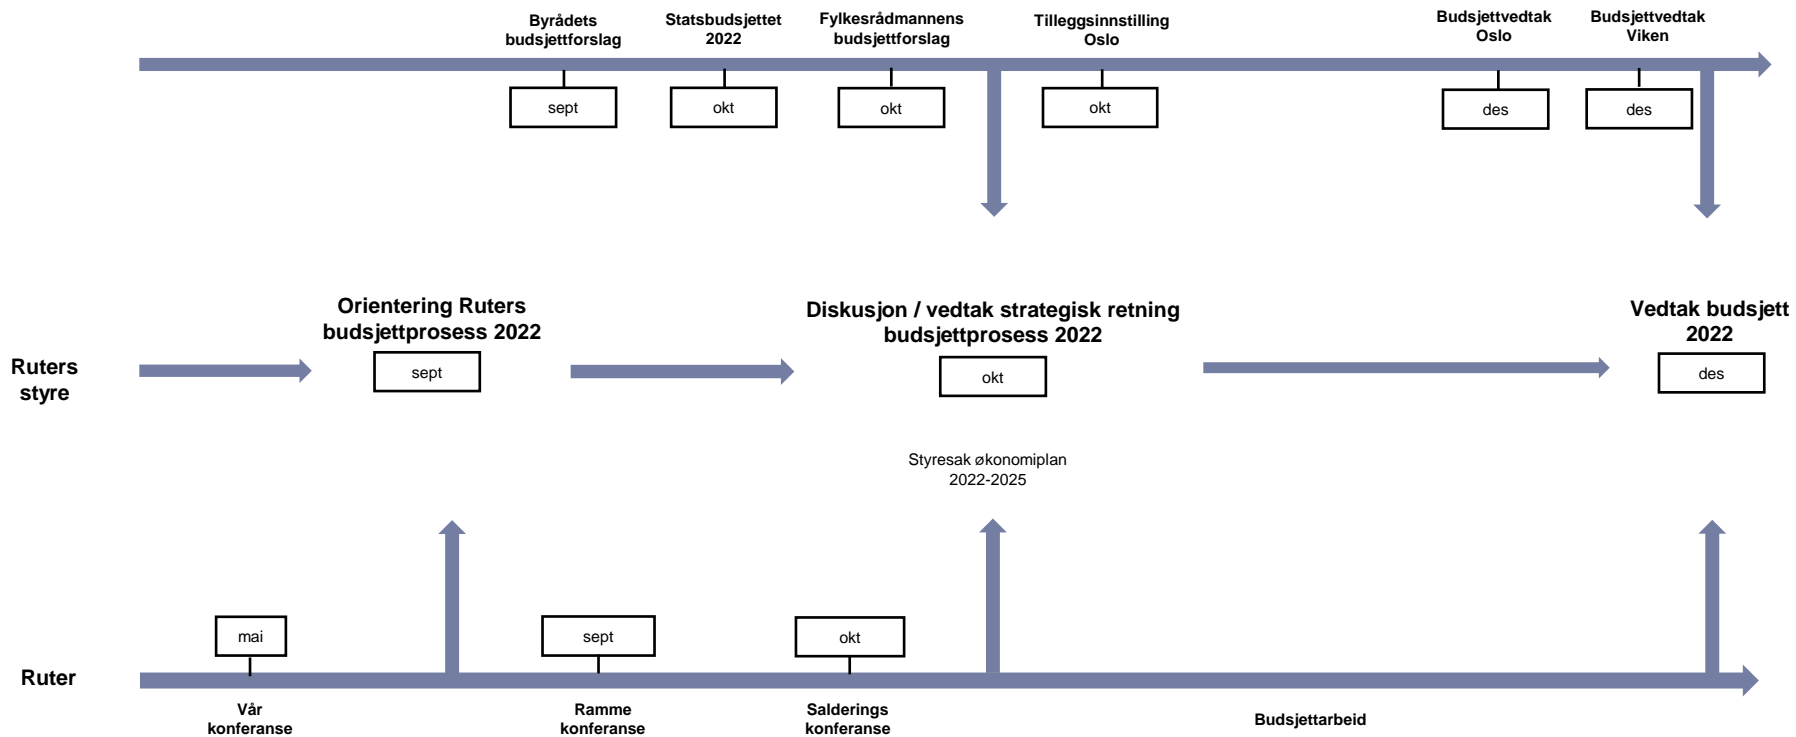 Byrådets
budsjettforslag
Statsbudsjettet
2022
Fylkesrådmannens
budsjettforslag
Tilleggsinnstilling
Oslo
Budsjettvedtak
Oslo
Budsjettvedtak
Viken
sept
okt
okt
okt
des
des
Ruters
styre
Orientering Ruters
budsjettprosess 2022
sept
Diskusjon / vedtak strategisk retning
budsjettprosess 2022
okt
Vedtak budsjett
2022
des
Styresak økonomiplan
2022-2025
Ruter
mai
sept
okt
Vår
konferanse
Ramme
konferanse
Salderings
konferanse
Budsjettarbeid